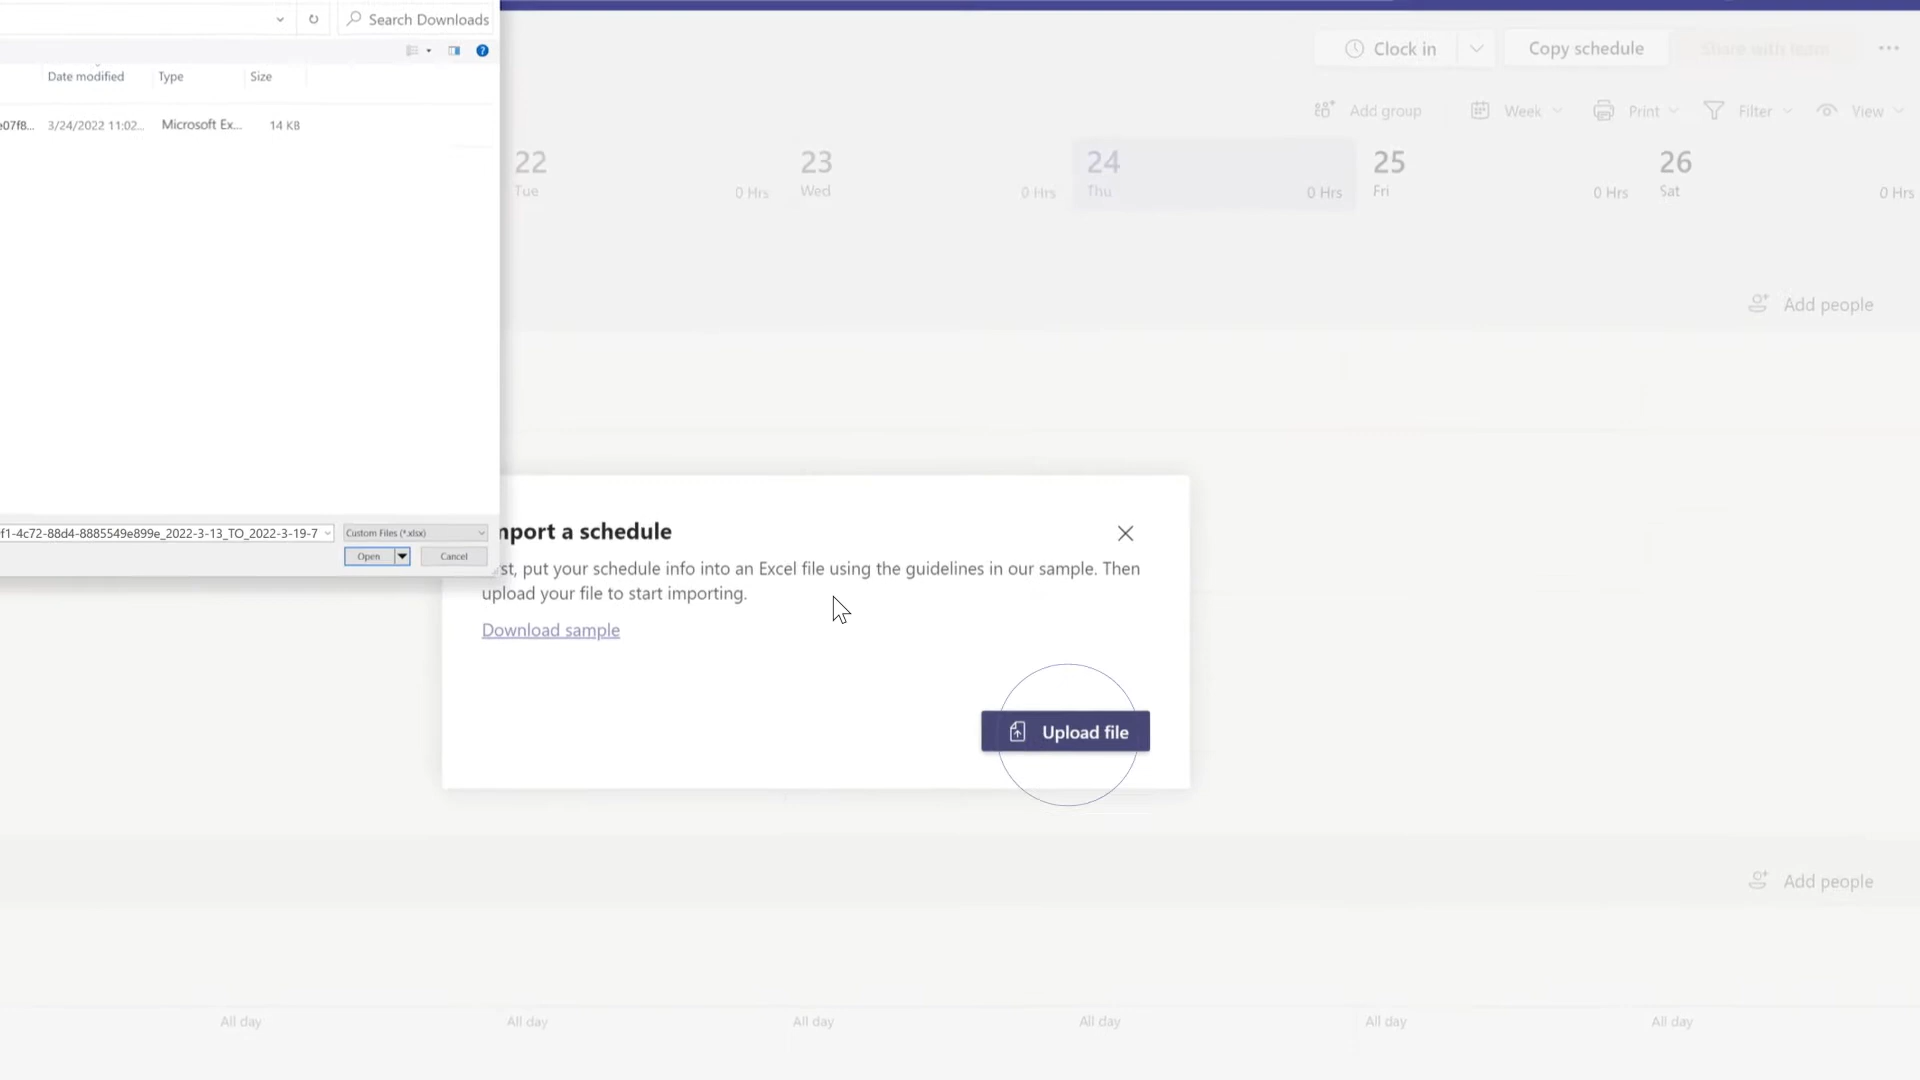 Search Downloads
Date modified Type Size
e07f8... 3/24/2022 11:02... Microsoft Ex... 14 KB
f1-4c72-88d4-8885549e899e_2022-3-13_TO_2022-3-19-7 Custom Files (*.xlsx)
Open Cancel
Clock in Copy schedule Share with team
Add group Week Print Filter View
22 23 24 25 26
Tue 0 Hrs Wed 0 Hrs Thu 0 Hrs Fri 0 Hrs Sat 0 Hrs
Add people
mport a schedule
rst, put your schedule info into an Excel file using the guidelines in our sample. Then
upload your file to start importing.
Download sample
Upload file
Add people
All day All day All day All day All day All day